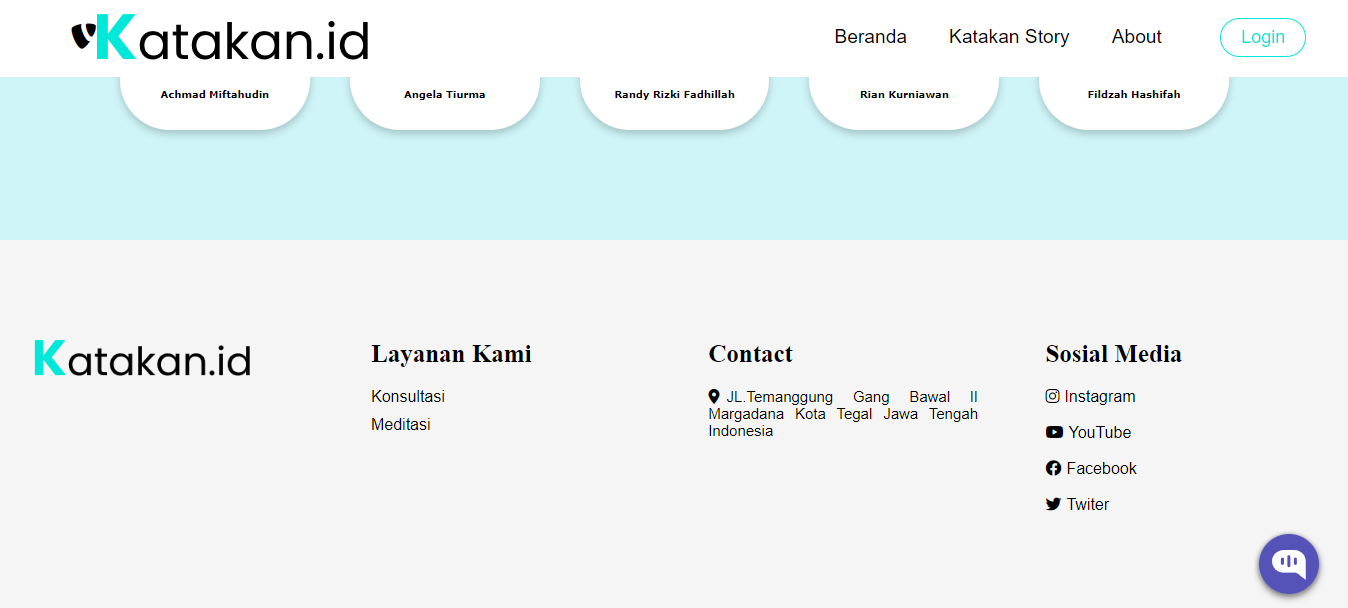 Katakan.id
Beranda Katakan Story About Login
Achmad Miftahudin Angela Tiurma Randy Rizki Fadhillah Rian Kurniawan Fildzah Hashifah
Katakan.id
Layanan Kami
Konsultasi
Meditasi
Contact
JL.Temanggung Gang Bawal II
Margadana Kota Tegal Jawa Tengah
Indonesia
Sosial Media
Instagram
YouTube
Facebook
Twiter